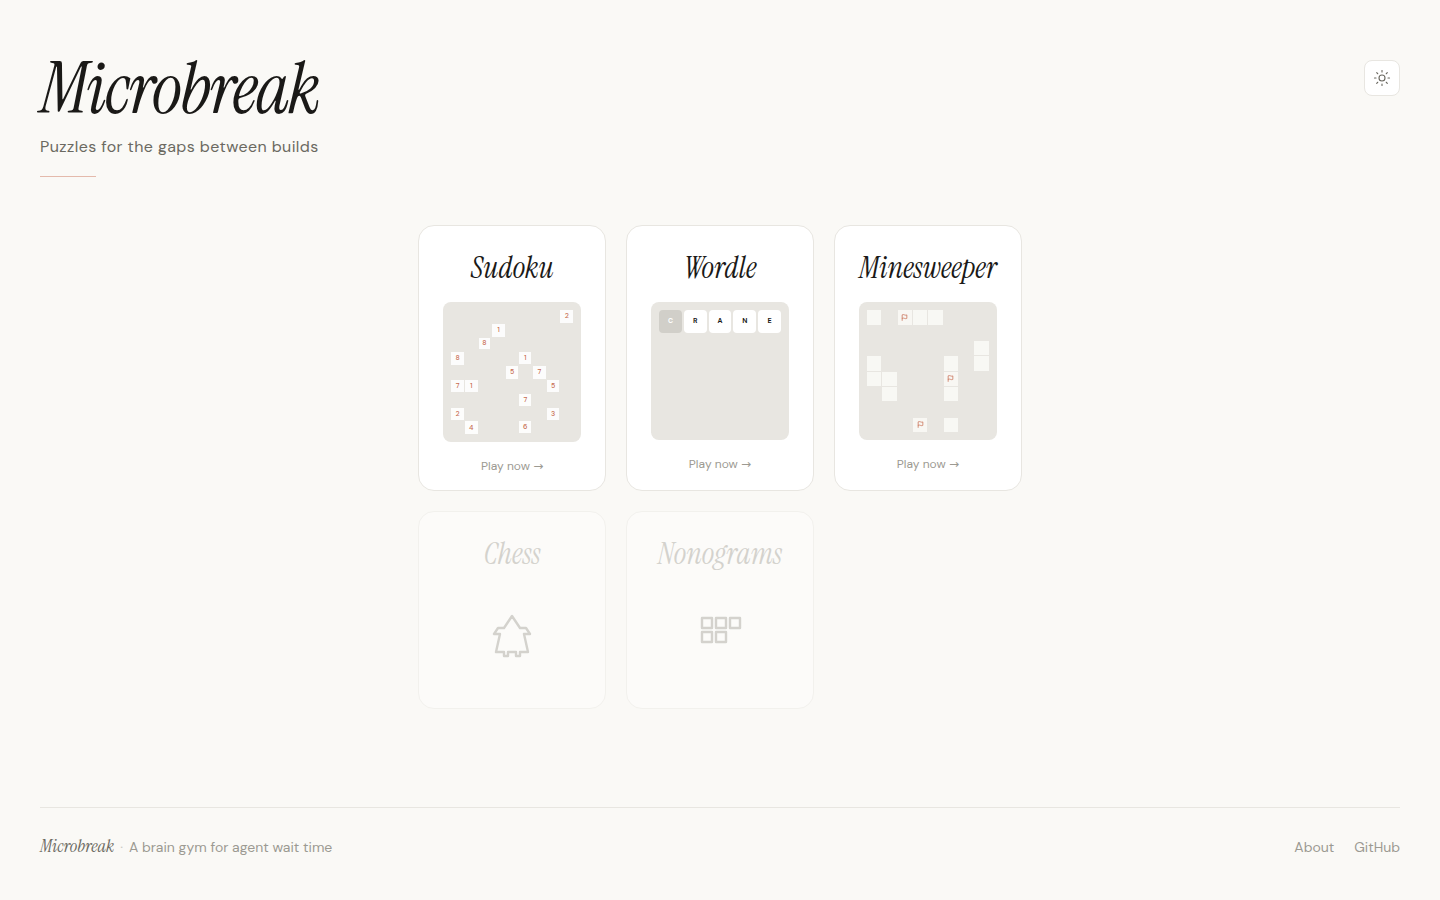 Microbreak
Puzzles for the gaps between builds
Sudoku
2
1
8
8 1
5 7
7 1 5
7
2 3
4 6
Play now →
Wordle
C R A N E
Play now →
Minesweeper
Play now →
Chess
Nonograms
Microbreak · A brain gym for agent wait time
About GitHub